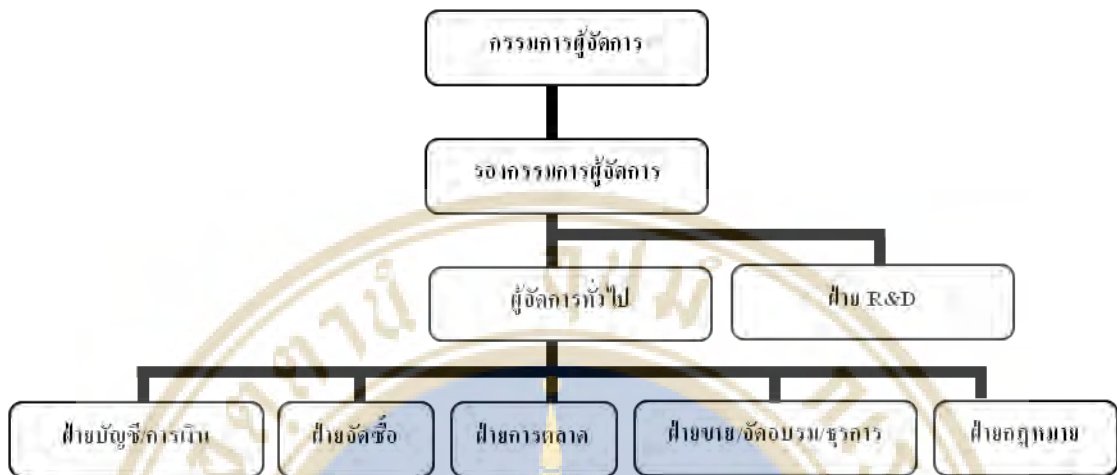 กรรมการผู้จัดการ
รองกรรมการผู้จัดการ
ผู้จัดการทั่วไป
ฝ่าย R&D
ฝ่ายบัญชี/การเงิน
ฝ่ายจัดซื้อ
ฝ่ายการตลาด
ฝ่ายขาย/จัดอบรม/ธุรการ
ฝ่ายกฎหมาย